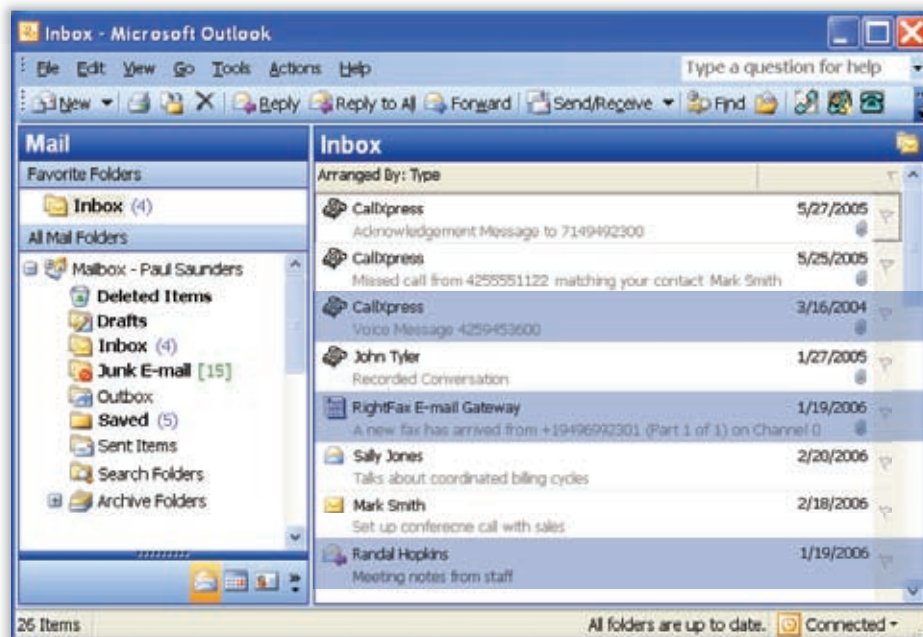 Inbox - Microsoft Outlook
File Edit View Go Tools Actions Help Type a question for help
New Reply Reply to All Forward Send/Receive Find
Mail
Favorite Folders
Inbox (4)
All Mail Folders
Mailbox - Paul Saunders
Deleted Items
Drafts
Inbox (4)
Junk E-mail [15]
Outbox
Saved (5)
Sent Items
Search Folders
Archive Folders
Inbox
Arranged By: Type
CallXpress 5/27/2005
Acknowledgement Message to 7149492300
CallXpress 5/25/2005
Missed call from 4255551122 matching your contact Mark Smith
CallXpress 3/16/2004
Voice Message 4259453600
John Tyler 1/27/2005
Recorded Conversation
RightFax E-mail Gateway 1/19/2006
A new fax has arrived from +19496992301 (Part 1 of 1) on Channel 0
Sally Jones 2/20/2006
Talks about coordinated billing cycles
Mark Smith 2/18/2006
Set up conferecne call with sales
Randal Hopkins 1/19/2006
Meeting notes from staff
26 Items All folders are up to date. Connected